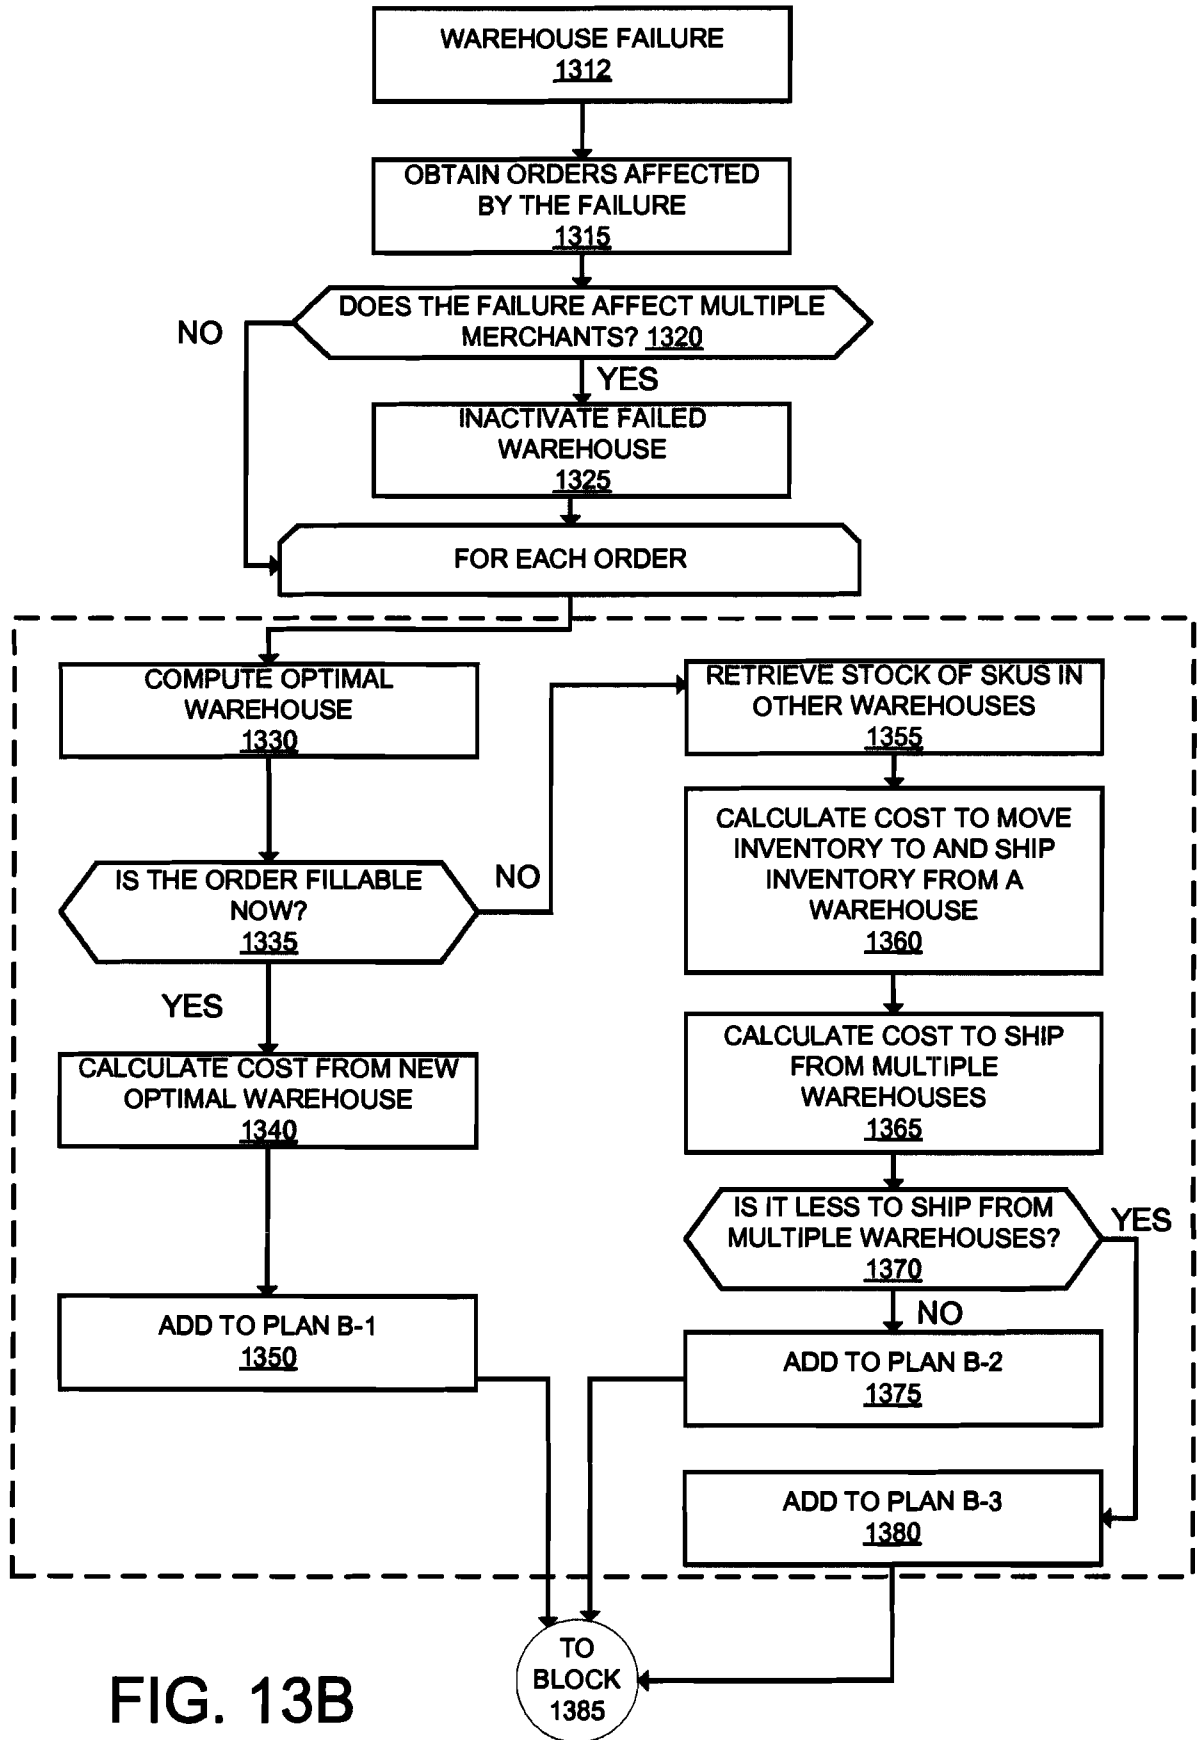 WAREHOUSE FAILURE
1312
OBTAIN ORDERS AFFECTED
BY THE FAILURE
1315
DOES THE FAILURE AFFECT MULTIPLE
MERCHANTS? 1320
NO
YES
INACTIVATE FAILED
WAREHOUSE
1325
FOR EACH ORDER
COMPUTE OPTIMAL
WAREHOUSE
1330
IS THE ORDER FILLABLE
NOW?
1335
NO
YES
CALCULATE COST FROM NEW
OPTIMAL WAREHOUSE
1340
ADD TO PLAN B-1
1350
RETRIEVE STOCK OF SKUS IN
OTHER WAREHOUSES
1355
CALCULATE COST TO MOVE
INVENTORY TO AND SHIP
INVENTORY FROM A
WAREHOUSE
1360
CALCULATE COST TO SHIP
FROM MULTIPLE
WAREHOUSES
1365
IS IT LESS TO SHIP FROM
MULTIPLE WAREHOUSES?
1370
YES
NO
ADD TO PLAN B-2
1375
ADD TO PLAN B-3
1380
TO
BLOCK
1385
FIG. 13B